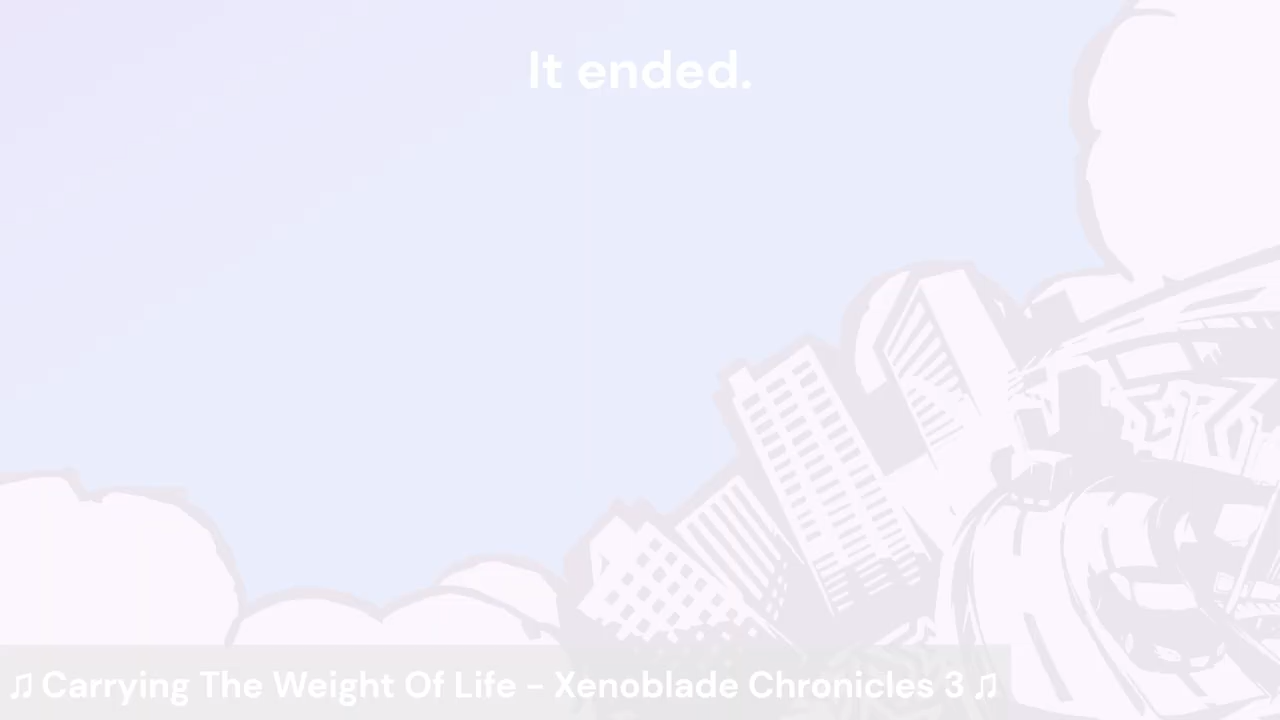 It ended.
♫ Carrying The Weight Of Life – Xenoblade Chronicles 3 ♫